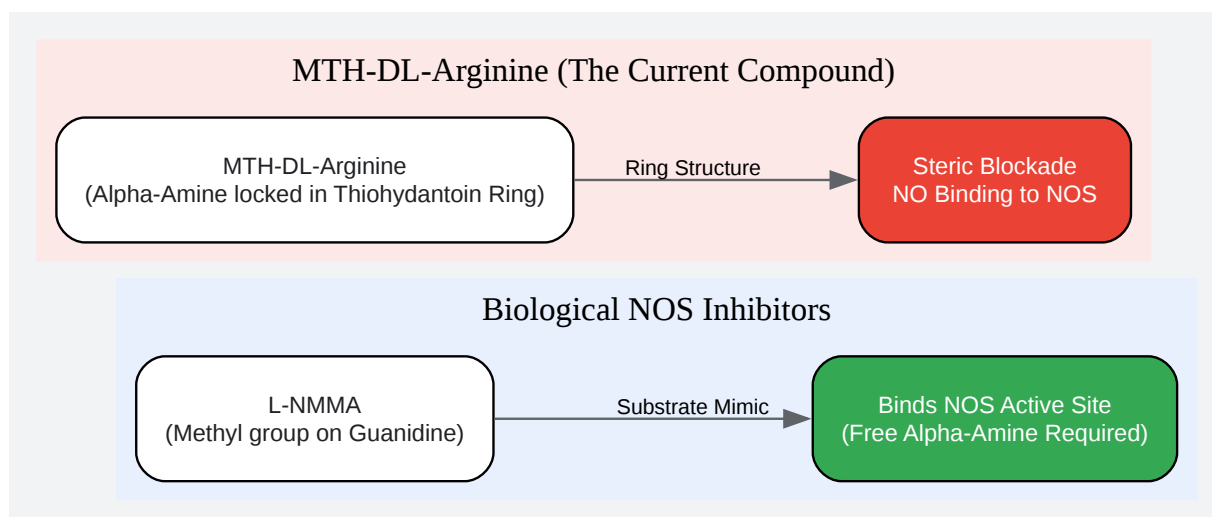 MTH-DL-Arginine (The Current Compound)
MTH-DL-Arginine
(Alpha-Amine locked in Thiohydantoin Ring)
Ring Structure
Steric Blockade
NO Binding to NOS
Biological NOS Inhibitors
L-NMMA
(Methyl group on Guanidine)
Substrate Mimic
Binds NOS Active Site
(Free Alpha-Amine Required)